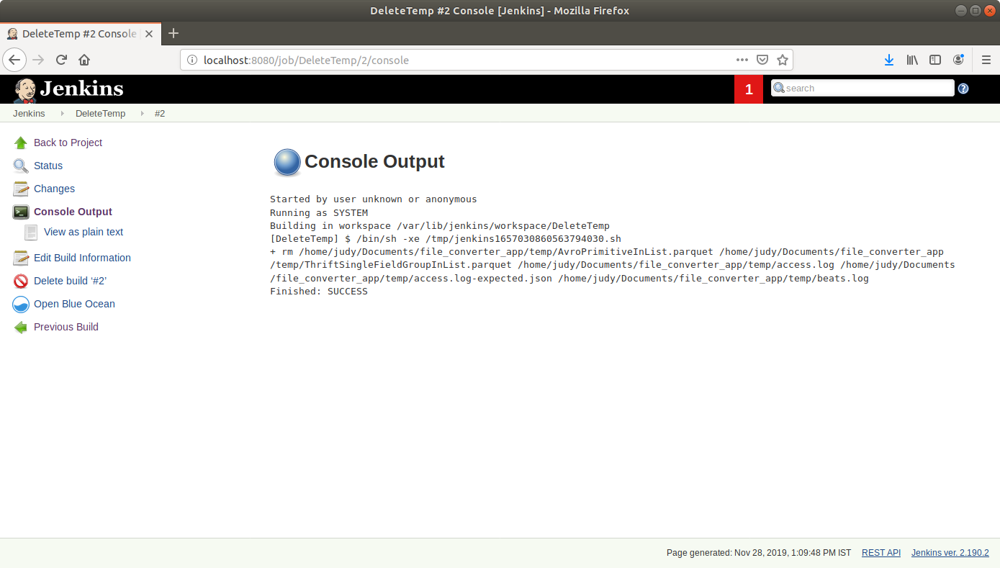 DeleteTemp #2 Console [Jenkins] - Mozilla Firefox
DeleteTemp #2 Console
localhost:8080/job/DeleteTemp/2/console
Jenkins
1
search
Jenkins
DeleteTemp
#2
Back to Project
Status
Changes
Console Output
View as plain text
Edit Build Information
Delete build ‘#2’
Open Blue Ocean
Previous Build
Console Output
Started by user unknown or anonymous
Running as SYSTEM
Building in workspace /var/lib/jenkins/workspace/DeleteTemp
[DeleteTemp] $ /bin/sh -xe /tmp/jenkins1657030860563794030.sh
+ rm /home/judy/Documents/file_converter_app/temp/AvroPrimitiveInList.parquet /home/judy/Documents/file_converter_app
/temp/ThriftSingleFieldGroupInList.parquet /home/judy/Documents/file_converter_app/temp/access.log /home/judy/Documents
/file_converter_app/temp/access.log-expected.json /home/judy/Documents/file_converter_app/temp/beats.log
Finished: SUCCESS
Page generated: Nov 28, 2019, 1:09:48 PM IST
REST API
Jenkins ver. 2.190.2